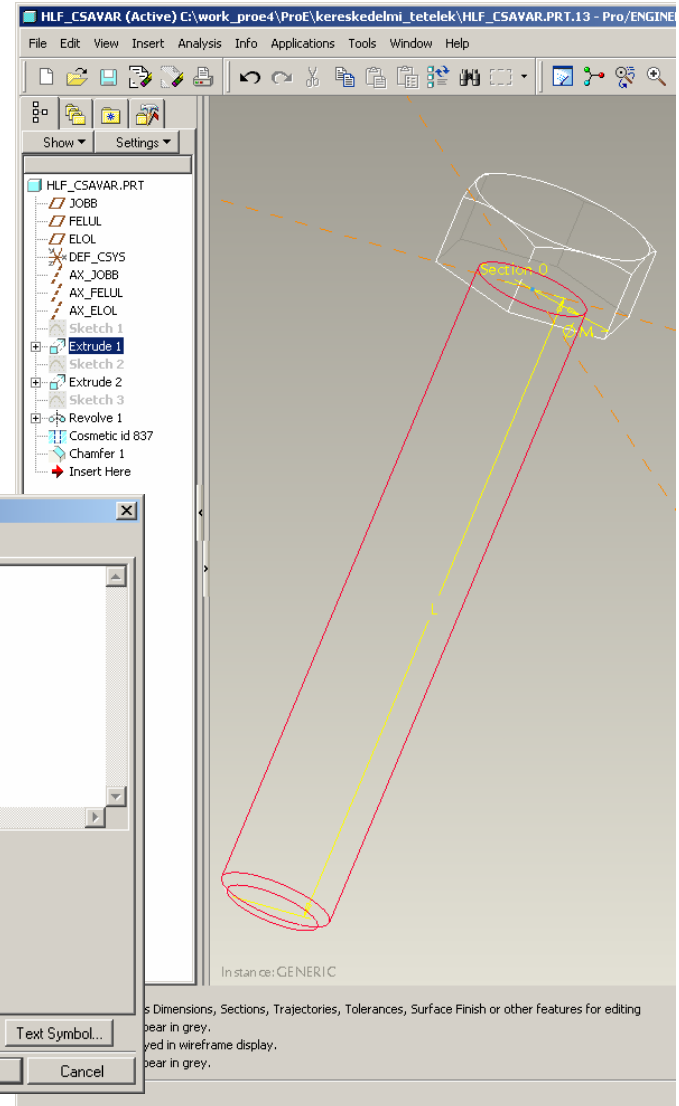 HLF_CSAVAR (Active) C:\work_proe4\ProE\kereskedelmi_tetelek\HLF_CSAVAR.PRT.13 - Pro/ENGINE
File Edit View Insert Analysis Info Applications Tools Window Help
Show Settings
HLF_CSAVAR.PRT
JOBB
FELUL
ELOL
DEF_CSYS
AX_JOBB
AX_FELUL
AX_ELOL
Sketch 1
Extrude 1
Sketch 2
Extrude 2
Sketch 3
Revolve 1
Cosmetic id 837
Chamfer 1
Insert Here
Section 0
ØM.
L
Instance: GENERIC
s Dimensions, Sections, Trajectories, Tolerances, Surface Finish or other features for editing
pear in grey.
yed in wireframe display.
pear in grey.
Text Symbol...
Cancel